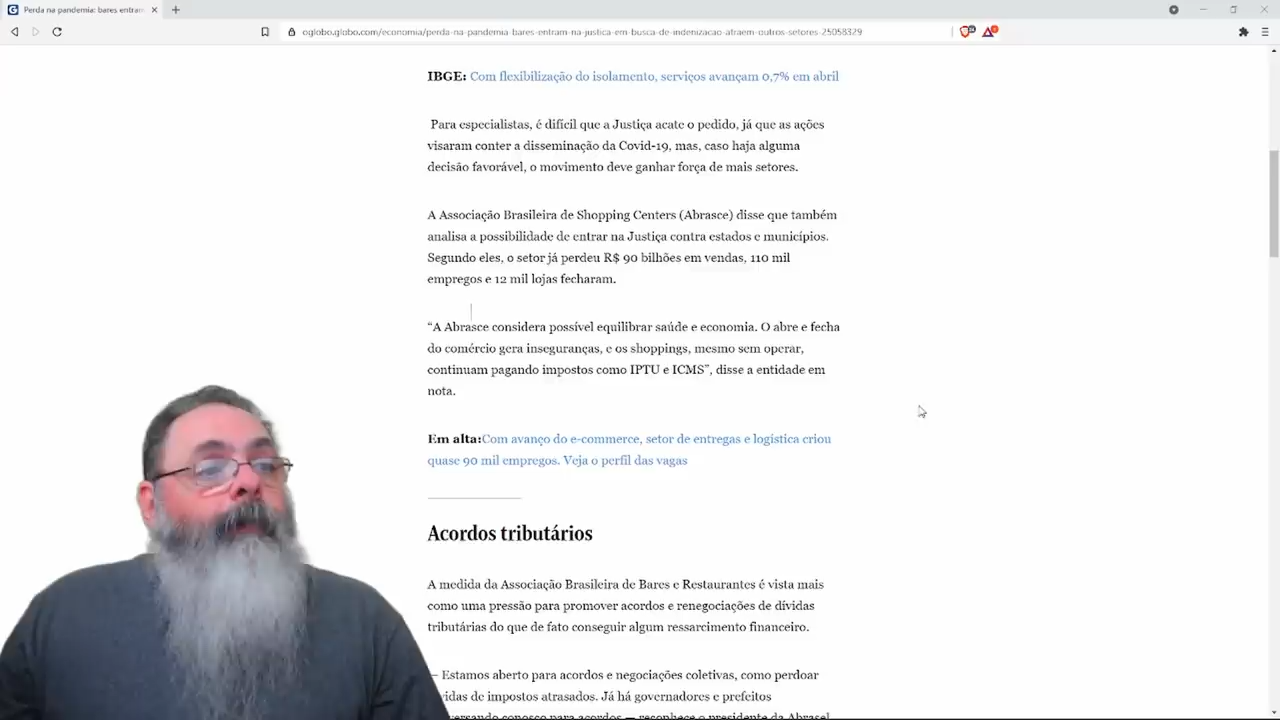 Perda na pandemia: bares entram
oglobo.globo.com/economia/perda-na-pandemia-bares-entram-na-justica-em-busca-de-indenizacao-atraem-outros-setores-25058329
IBGE: Com flexibilização do isolamento, serviços avançam 0,7% em abril
Para especialistas, é difícil que a Justiça acate o pedido, já que as ações
visaram conter a disseminação da Covid-19, mas, caso haja alguma
decisão favorável, o movimento deve ganhar força de mais setores.
A Associação Brasileira de Shopping Centers (Abrasce) disse que também
analisa a possibilidade de entrar na Justiça contra estados e municípios.
Segundo eles, o setor já perdeu R$ 90 bilhões em vendas, 110 mil
empregos e 12 mil lojas fecharam.
“A Abrasce considera possível equilibrar saúde e economia. O abre e fecha
do comércio gera inseguranças, e os shoppings, mesmo sem operar,
continuam pagando impostos como IPTU e ICMS”, disse a entidade em
nota.
Em alta:Com avanço do e-commerce, setor de entregas e logística criou
quase 90 mil empregos. Veja o perfil das vagas
Acordos tributários
A medida da Associação Brasileira de Bares e Restaurantes é vista mais
como uma pressão para promover acordos e renegociações de dívidas
tributárias do que de fato conseguir algum ressarcimento financeiro.
— Estamos aberto para acordos e negociações coletivas, como perdoar
de impostos atrasados. Já há governadores e prefeitos
conosco para acordos — reconhece o presidente da Abrasel